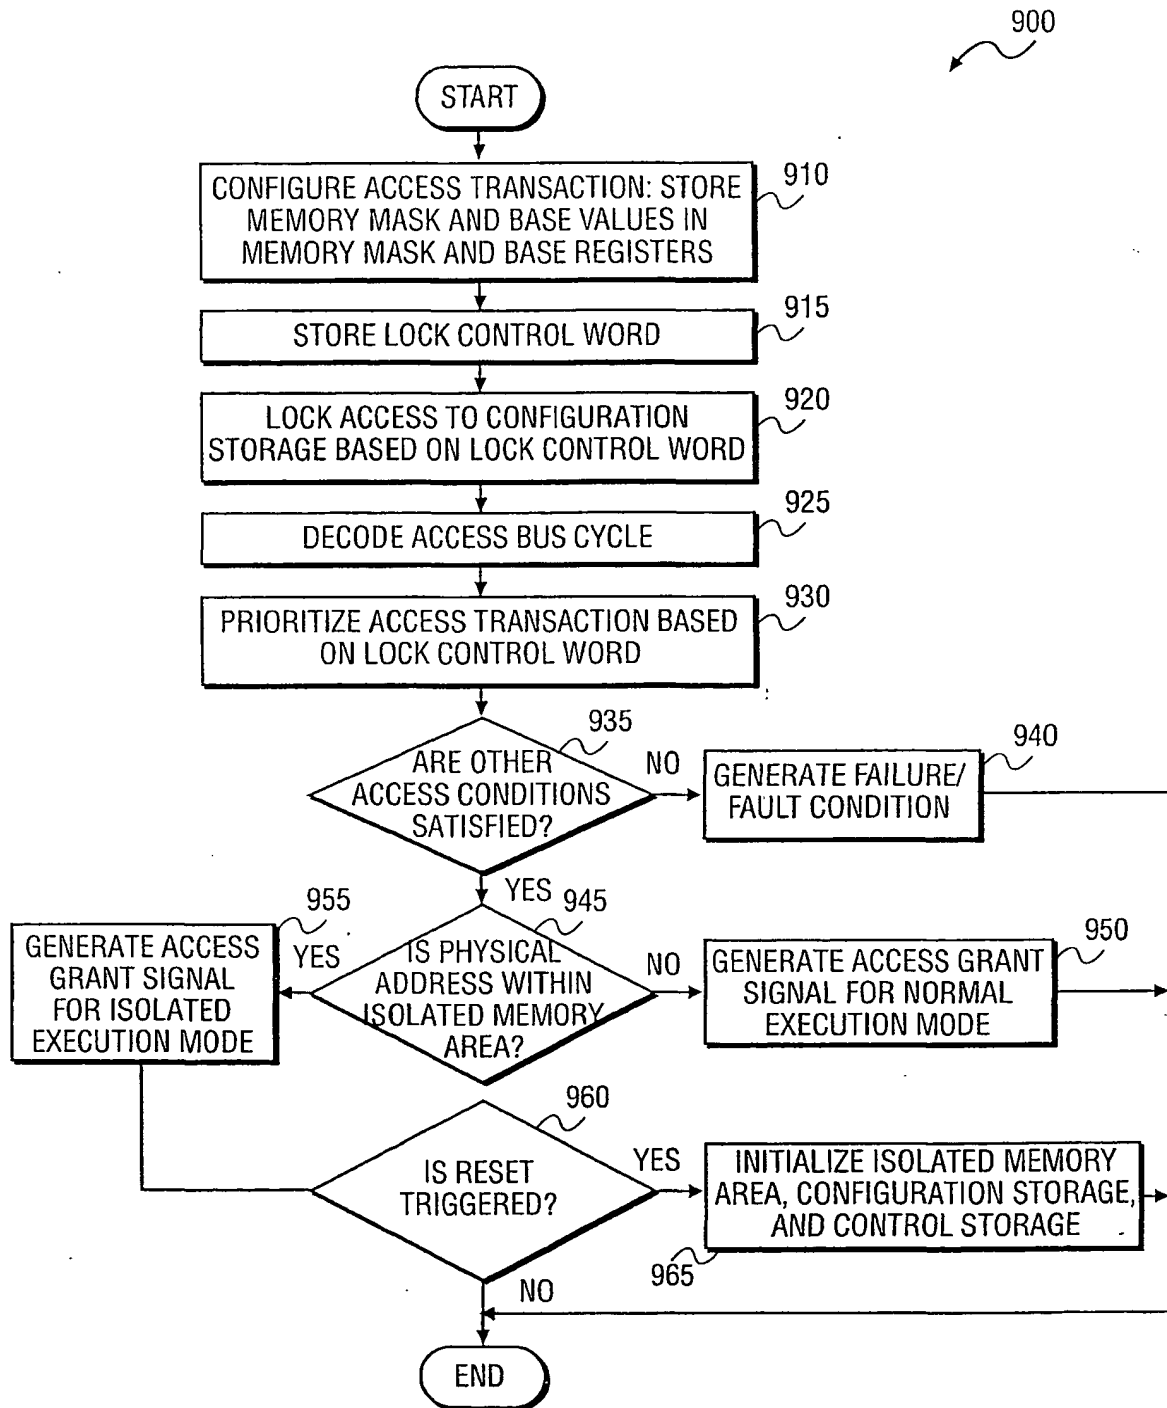 900
START
CONFIGURE ACCESS TRANSACTION: STORE
MEMORY MASK AND BASE VALUES IN
MEMORY MASK AND BASE REGISTERS
910
STORE LOCK CONTROL WORD
915
LOCK ACCESS TO CONFIGURATION
STORAGE BASED ON LOCK CONTROL WORD
920
DECODE ACCESS BUS CYCLE
925
PRIORITIZE ACCESS TRANSACTION BASED
ON LOCK CONTROL WORD
930
ARE OTHER
ACCESS CONDITIONS
SATISFIED?
935
NO
GENERATE FAILURE/
FAULT CONDITION
940
YES
IS PHYSICAL
ADDRESS WITHIN
ISOLATED MEMORY
AREA?
945
YES
GENERATE ACCESS
GRANT SIGNAL
FOR ISOLATED
EXECUTION MODE
955
NO
GENERATE ACCESS GRANT
SIGNAL FOR NORMAL
EXECUTION MODE
950
IS RESET
TRIGGERED?
960
YES
INITIALIZE ISOLATED MEMORY
AREA, CONFIGURATION STORAGE,
AND CONTROL STORAGE
965
NO
END